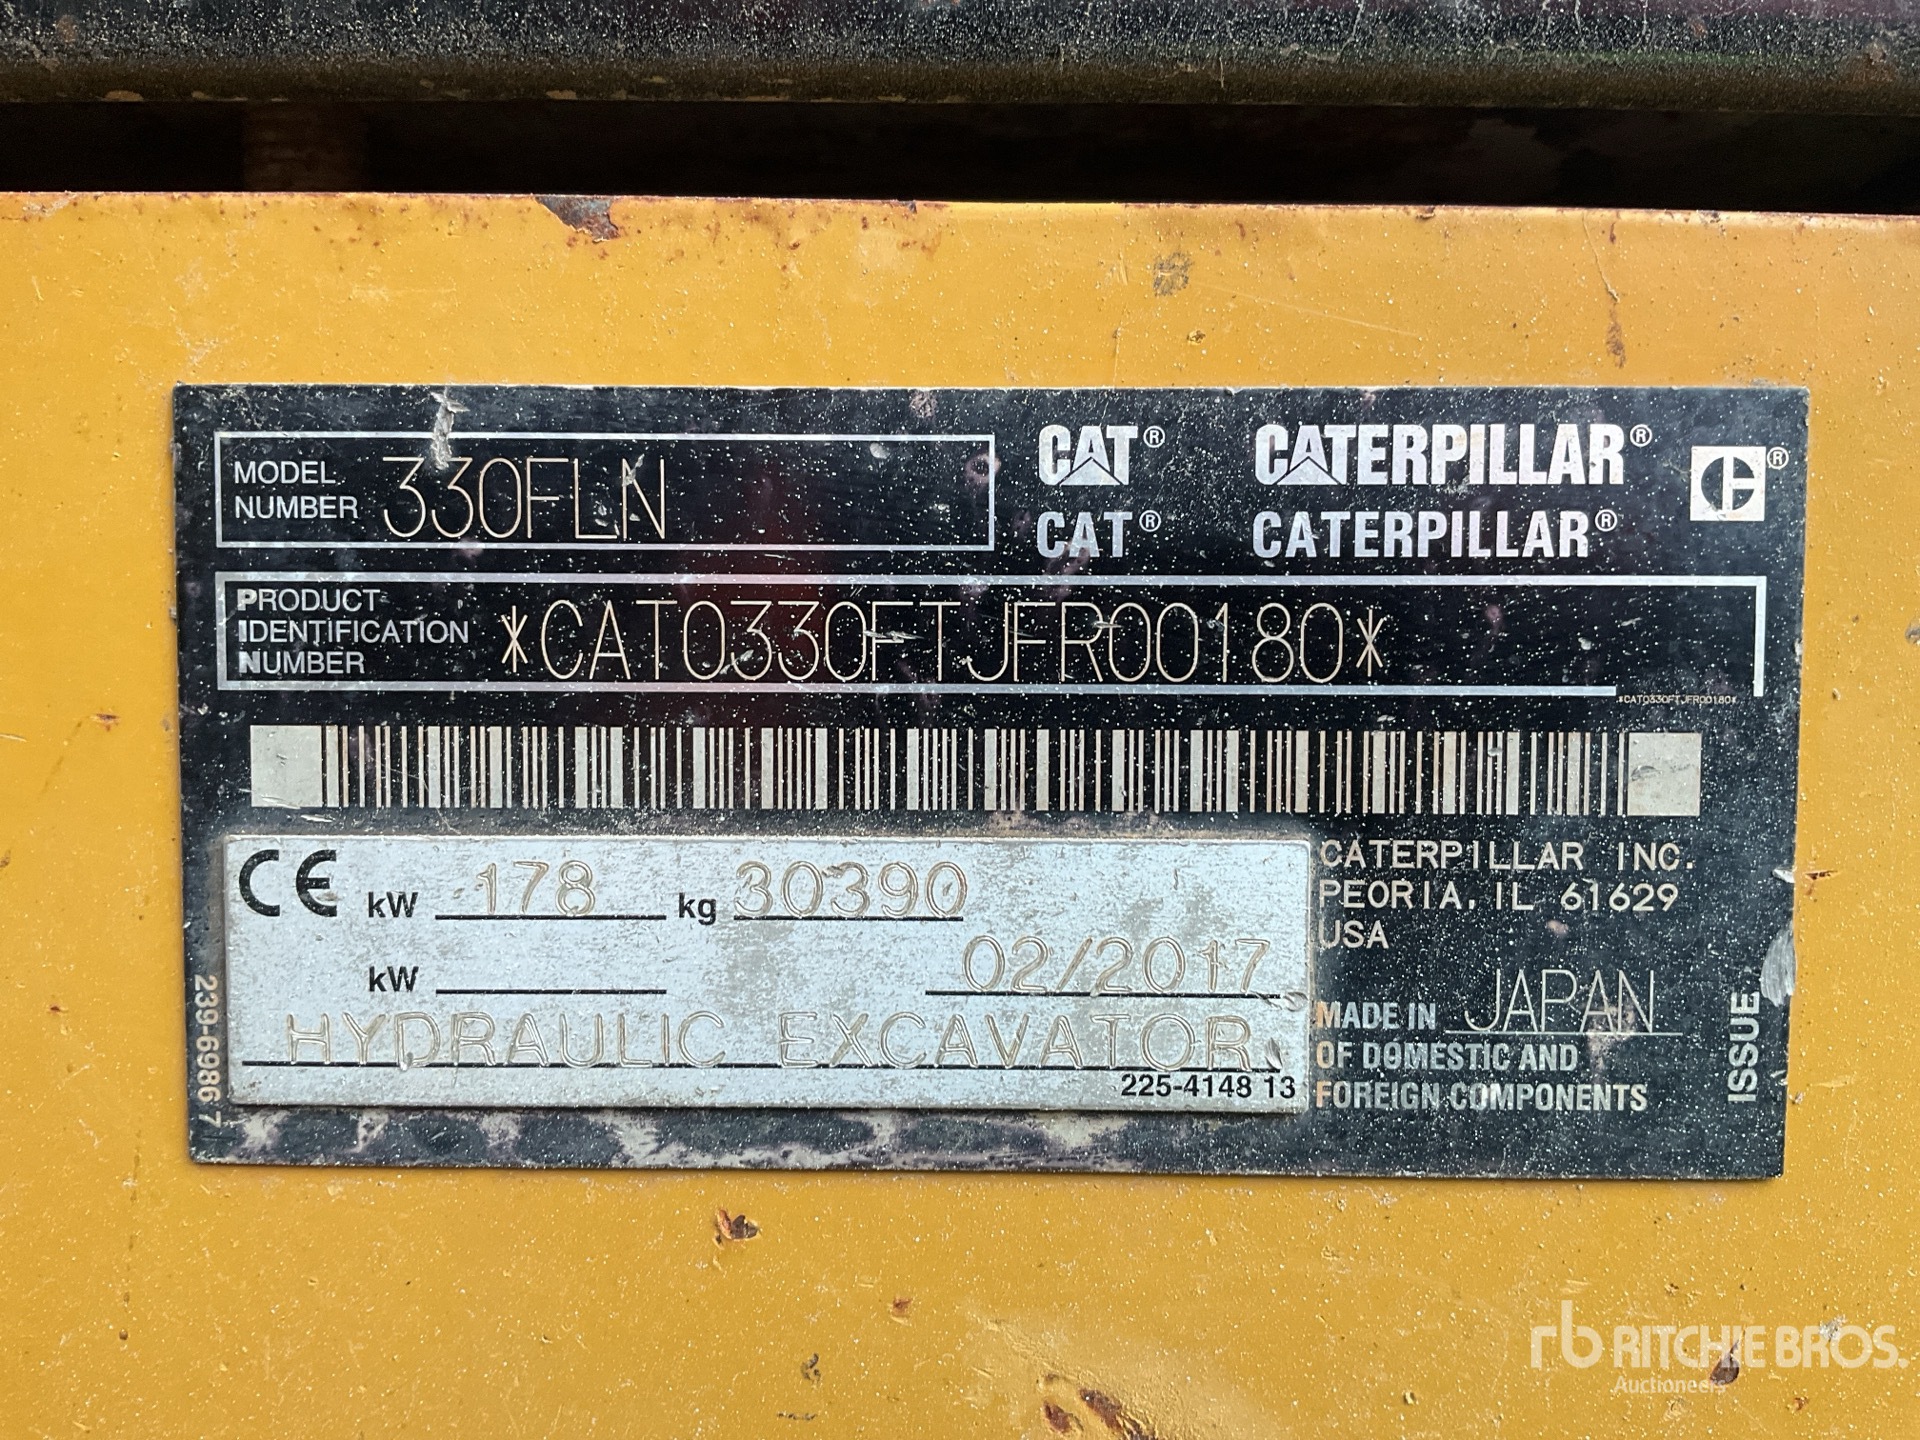 MODEL NUMBER 330FLN
CAT® CATERPILLAR®
CAT® CATERPILLAR®
PRODUCT
IDENTIFICATION
NUMBER *CAT0330FTJFR00180*
*CAT0330FTJFR00180*
CE kW 178 kg 30390
kW 02/2017
HYDRAULIC EXCAVATOR
225-4148 13
CATERPILLAR INC.
PEORIA, IL 61629
USA
MADE IN JAPAN
OF DOMESTIC AND
FOREIGN COMPONENTS
ISSUE
239-6986 7
rb RITCHIE BROS.
Auctioneers